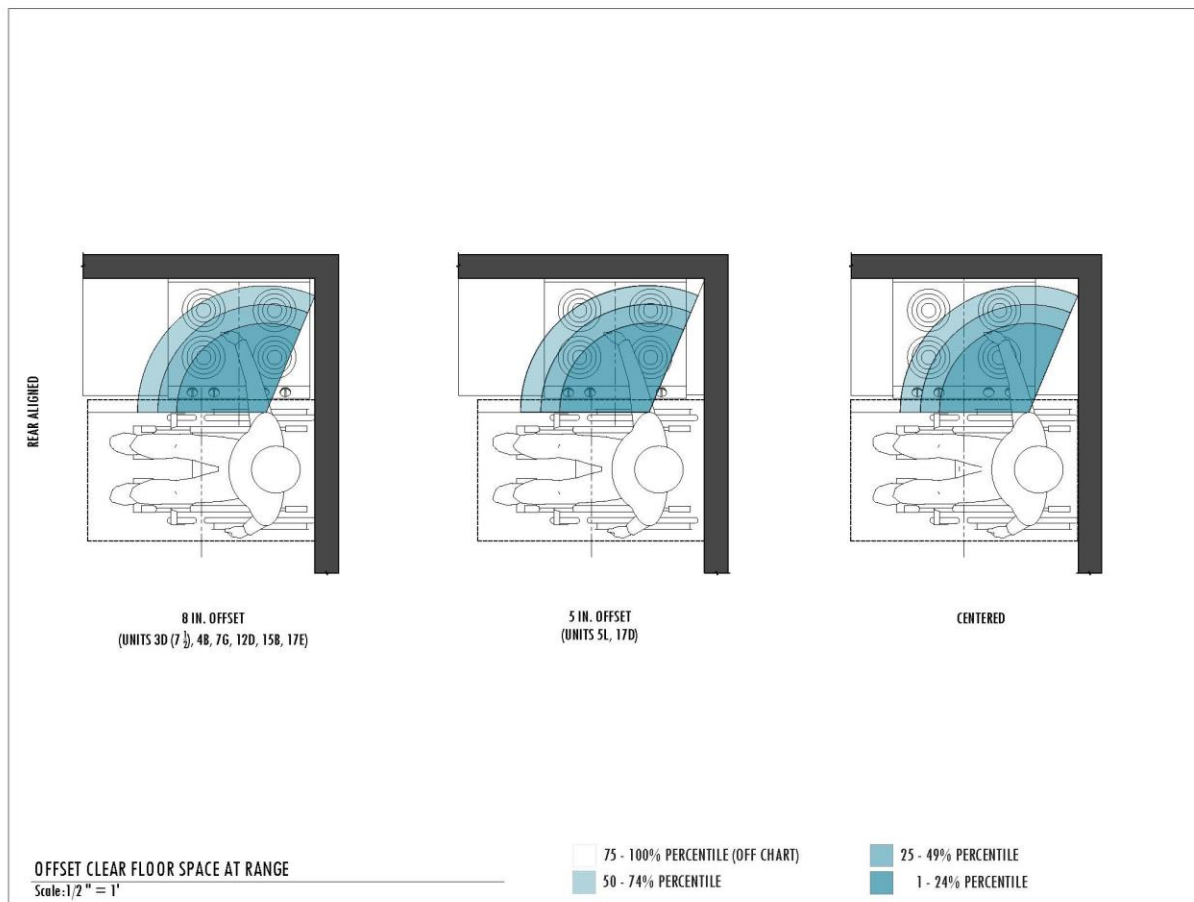 REAR ALIGNED
8 IN. OFFSET
(UNITS 3D (7 1/2), 4B, 7G, 12D, 15B, 17E)
5 IN. OFFSET
(UNITS 5L, 17D)
CENTERED
OFFSET CLEAR FLOOR SPACE AT RANGE
Scale:1/2 " = 1'
75 - 100% PERCENTILE (OFF CHART)
50 - 74% PERCENTILE
25 - 49% PERCENTILE
1 - 24% PERCENTILE